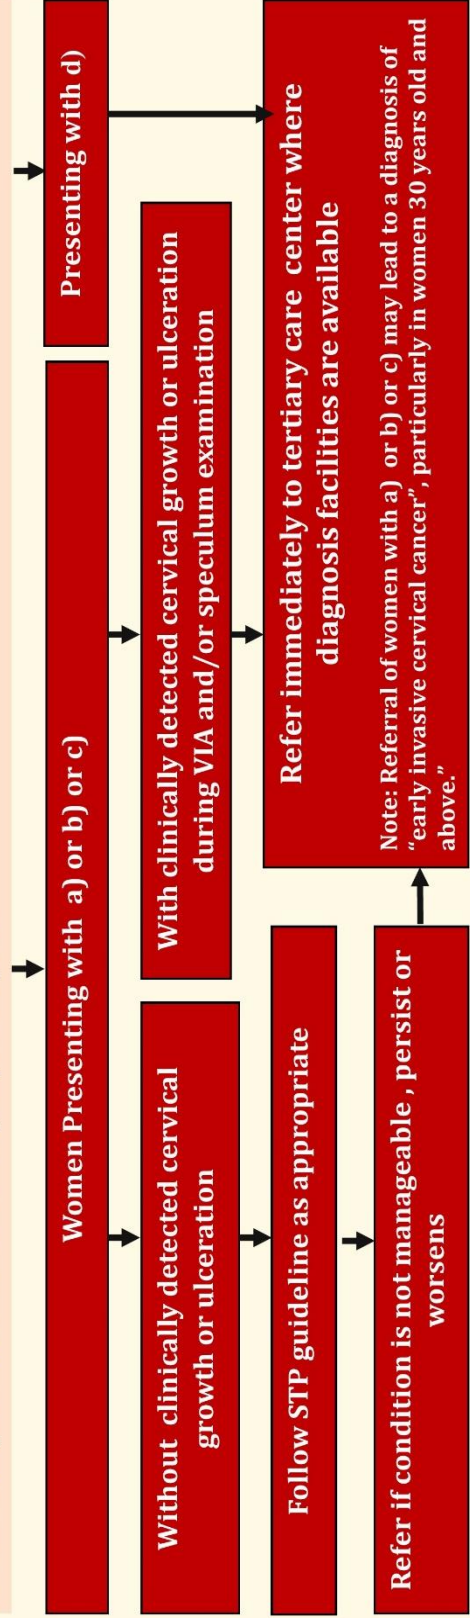 Women Presenting with a) or b) or c)
Presenting with d)
Without clinically detected cervical
growth or ulceration
With clinically detected cervical growth or ulceration
during VIA and/or speculum examination
Follow STP guideline as appropriate
Refer if condition is not manageable , persist or
worsens
Refer immediately to tertiary care center where
diagnosis facilities are available
Note: Referral of women with a) or b) or c) may lead to a diagnosis of
“early invasive cervical cancer”, particularly in women 30 years old and
above.”